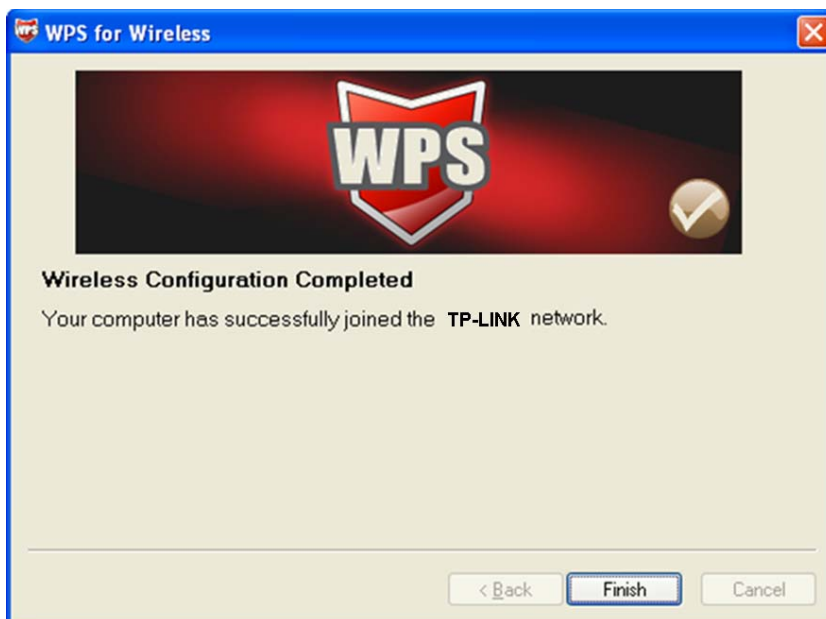 WPS for Wireless
WPS
Wireless Configuration Completed
Your computer has successfully joined the TP-LINK network.
< Back
Finish
Cancel